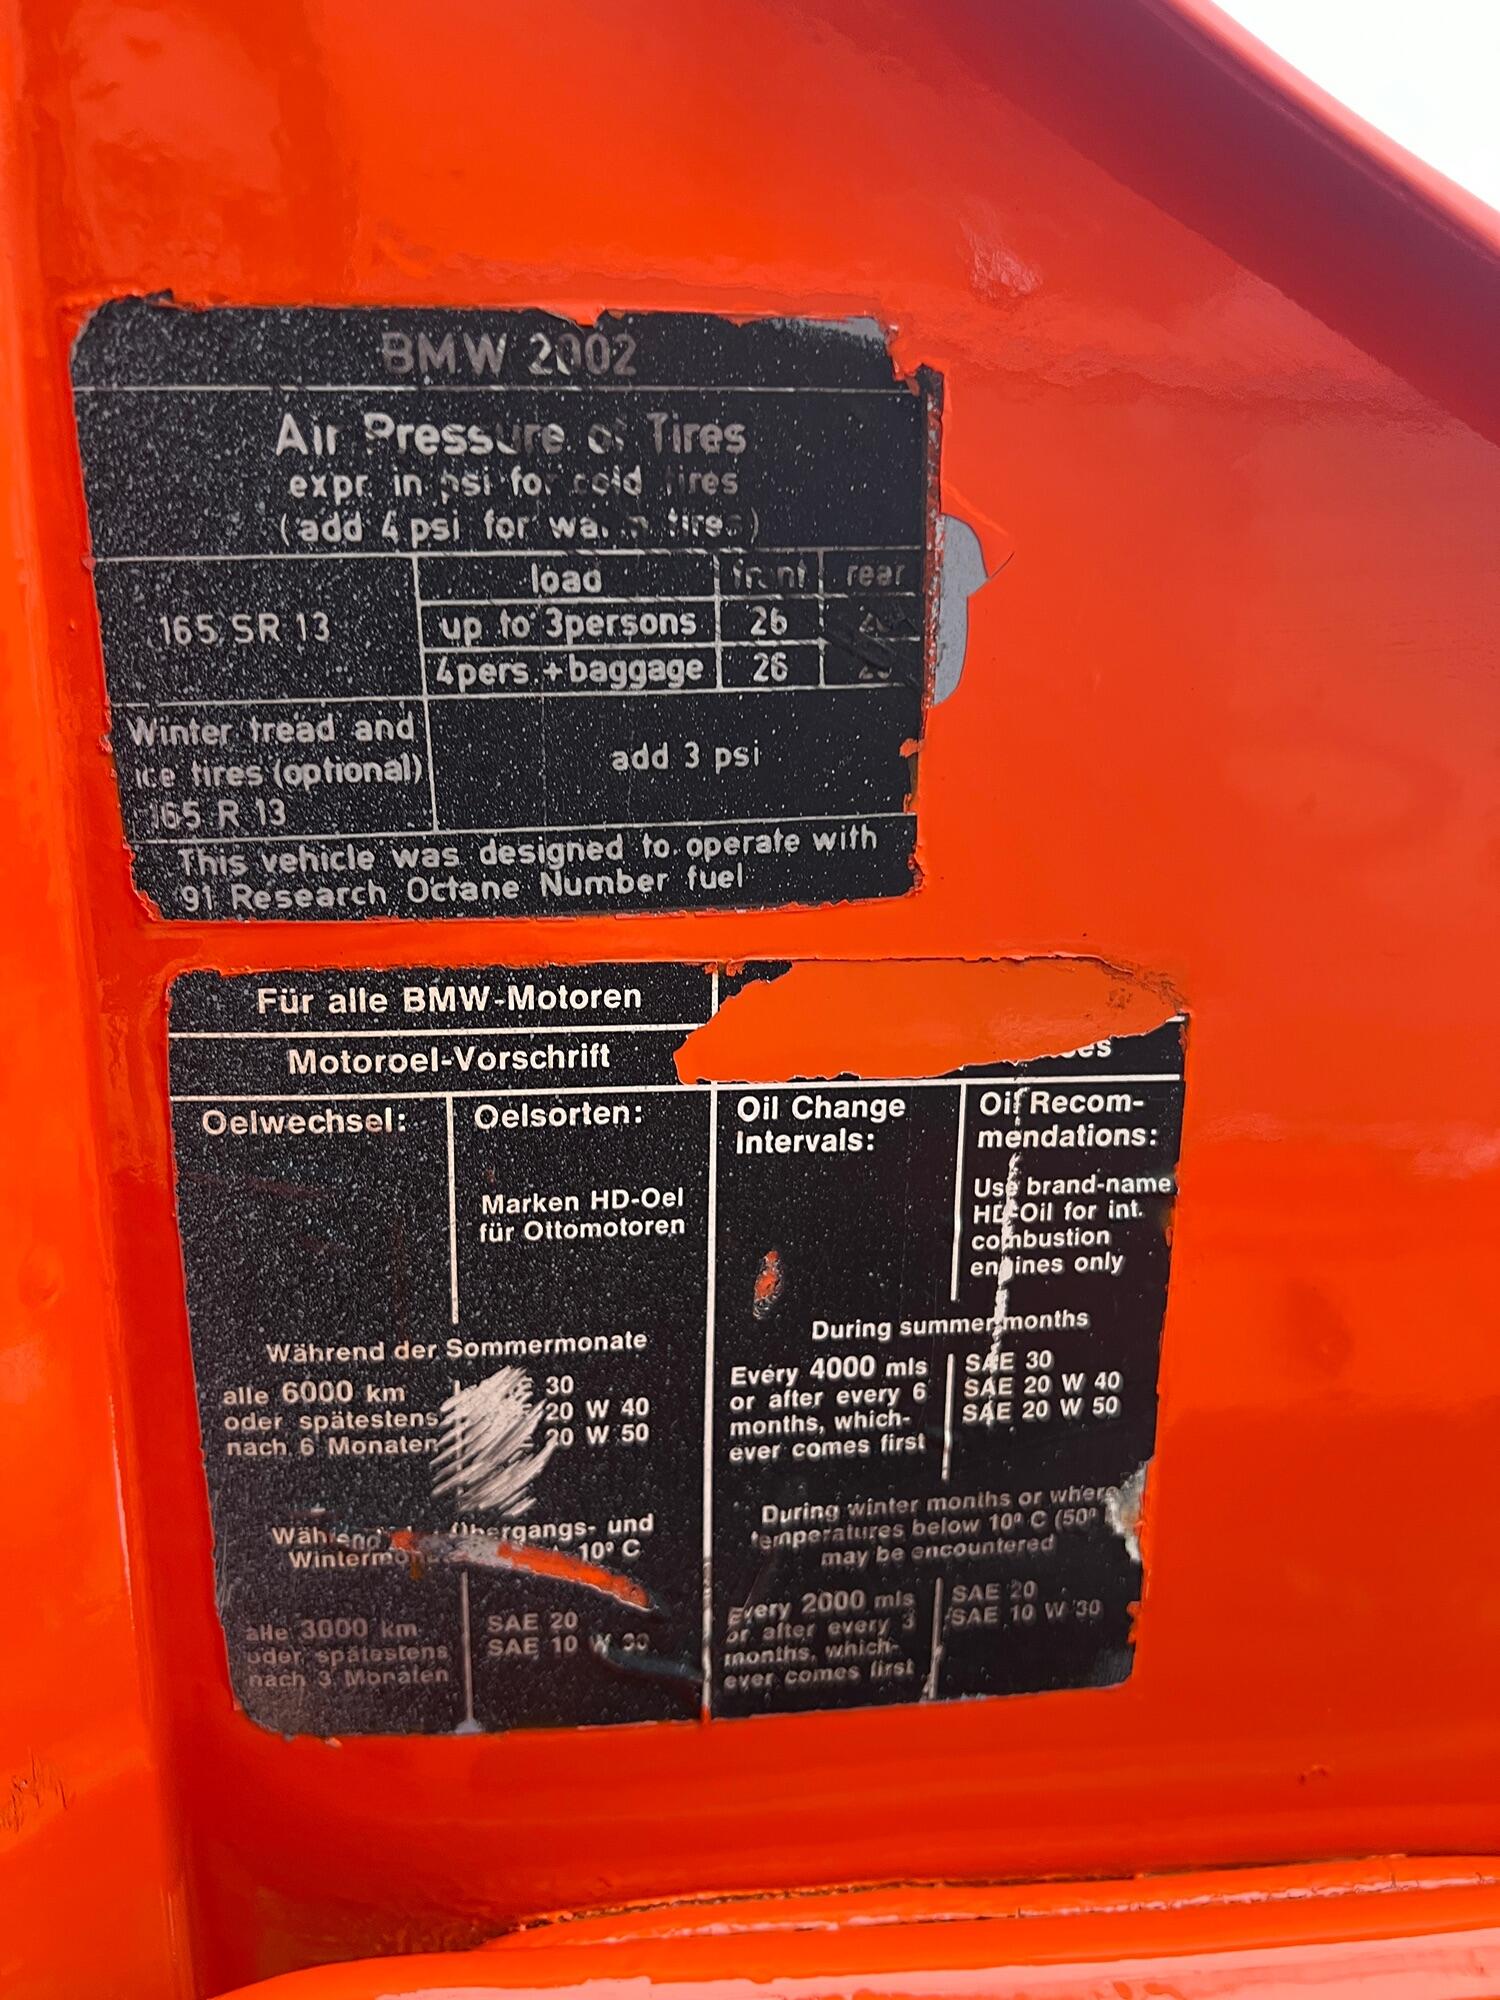 BMW 2002
Air Pressure of Tires
expr. in psi for cold tires
(add 4 psi for warm tires)
load front rear
165 SR 13
up to 3persons 26
4pers.+baggage 26
Winter tread and
ice tires (optional)
165 R 13
add 3 psi
This vehicle was designed to operate with
91 Research Octane Number fuel
Für alle BMW-Motoren
Motoroel-Vorschrift
Oelwechsel:
Oelsorten:
Marken HD-Oel
für Ottomotoren
Während der Sommermonate
alle 6000 km
oder spätestens
nach 6 Monaten
30
20 W 40
20 W 50
Während Übergangs- und
10° C
alle 3000 km
oder spätestens
nach 3 Monaten
SAE 20
SAE 10 W 30
Oil Change
Intervals:
Oil Recom-
mendations:
Use brand-name
HD-Oil for int.
combustion
engines only
During summer months
Every 4000 mls
or after every 6
months, which-
ever comes first
SAE 30
SAE 20 W 40
SAE 20 W 50
During winter months or where
temperatures below 10° C (50°
may be encountered
Every 2000 mls
or after every 3
months, which-
ever comes first
SAE 20
SAE 10 W 30